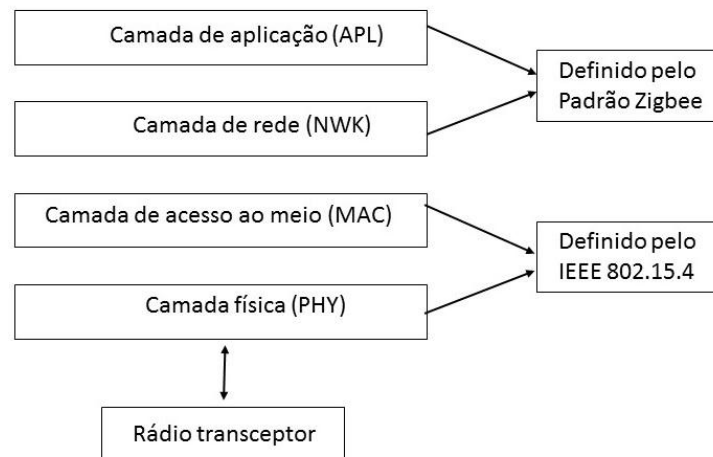 Camada de aplicação (APL)
Definido pelo
Padrão Zigbee
Camada de rede (NWK)
Camada de acesso ao meio (MAC)
Definido pelo
IEEE 802.15.4
Camada física (PHY)
Rádio transceptor